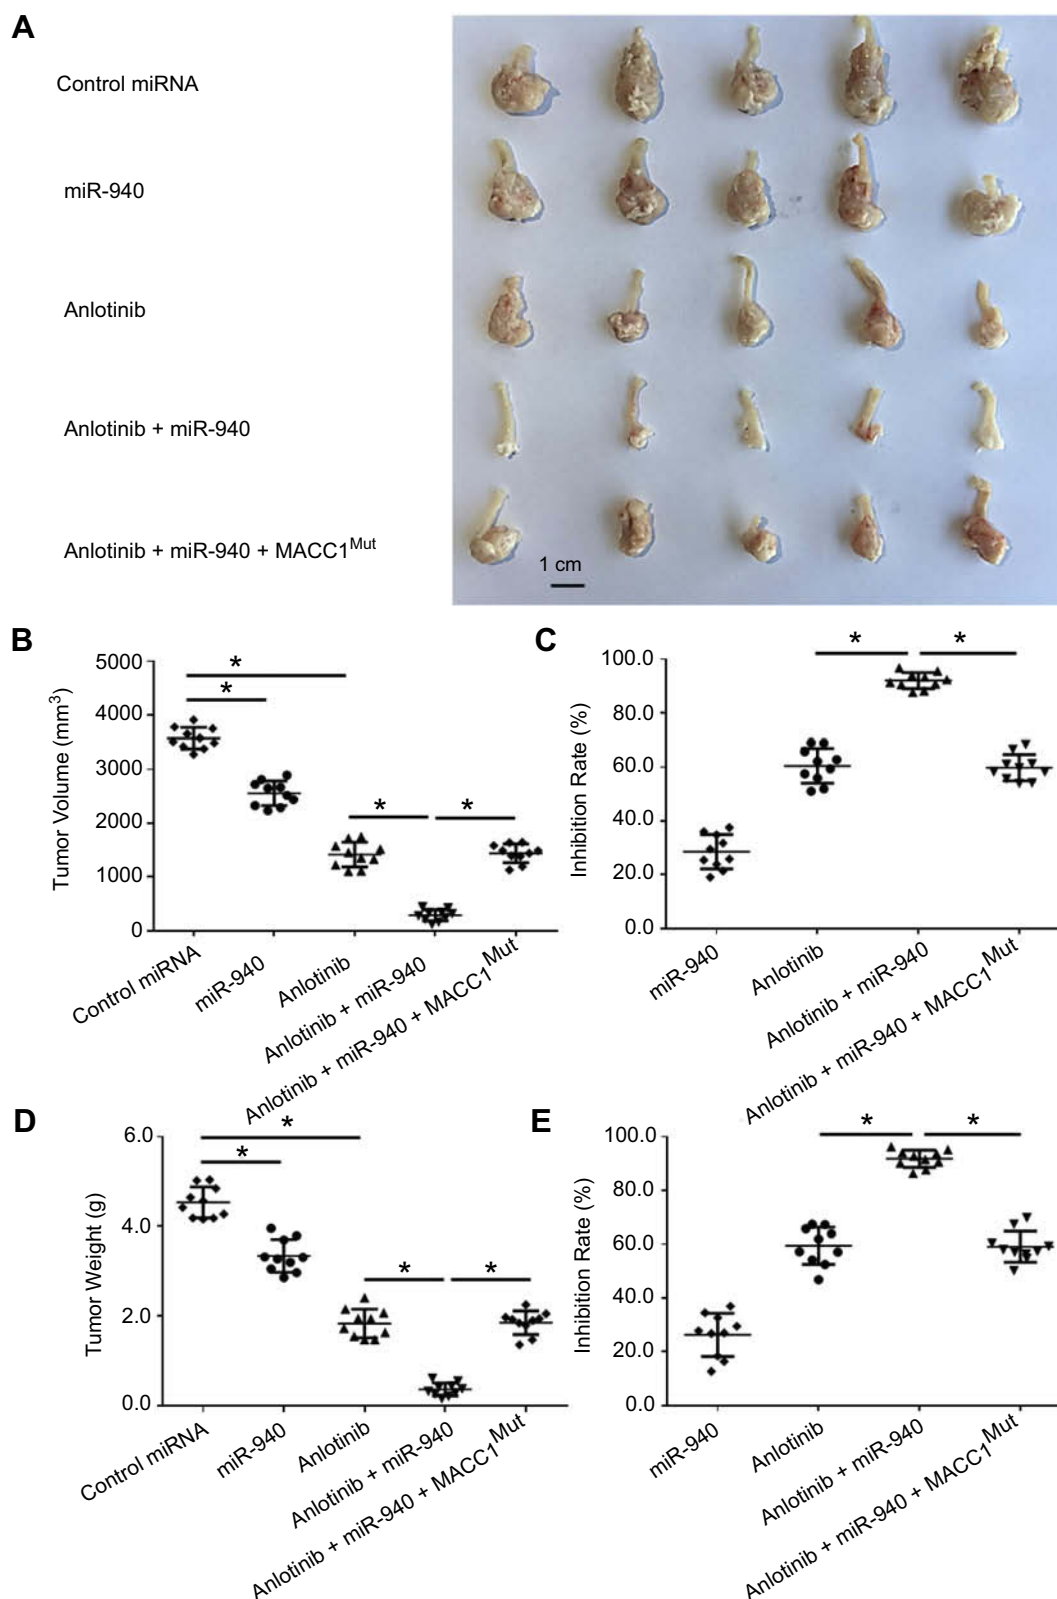 A
Control miRNA
miR-940
Anlotinib
Anlotinib + miR-940
Anlotinib + miR-940 + MACC1Mut
1 cm
B
Tumor Volume (mm3)
5000
4000
3000
2000
1000
0
* * * *
Control miRNA
miR-940
Anlotinib
Anlotinib + miR-940
Anlotinib + miR-940 + MACC1Mut
C
Inhibition Rate (%)
100.0
80.0
60.0
40.0
20.0
0.0
* *
miR-940
Anlotinib
Anlotinib + miR-940
Anlotinib + miR-940 + MACC1Mut
D
Tumor Weight (g)
6.0
4.0
2.0
0.0
* * * *
Control miRNA
miR-940
Anlotinib
Anlotinib + miR-940
Anlotinib + miR-940 + MACC1Mut
E
Inhibition Rate (%)
100.0
80.0
60.0
40.0
20.0
0.0
* *
miR-940
Anlotinib
Anlotinib + miR-940
Anlotinib + miR-940 + MACC1Mut